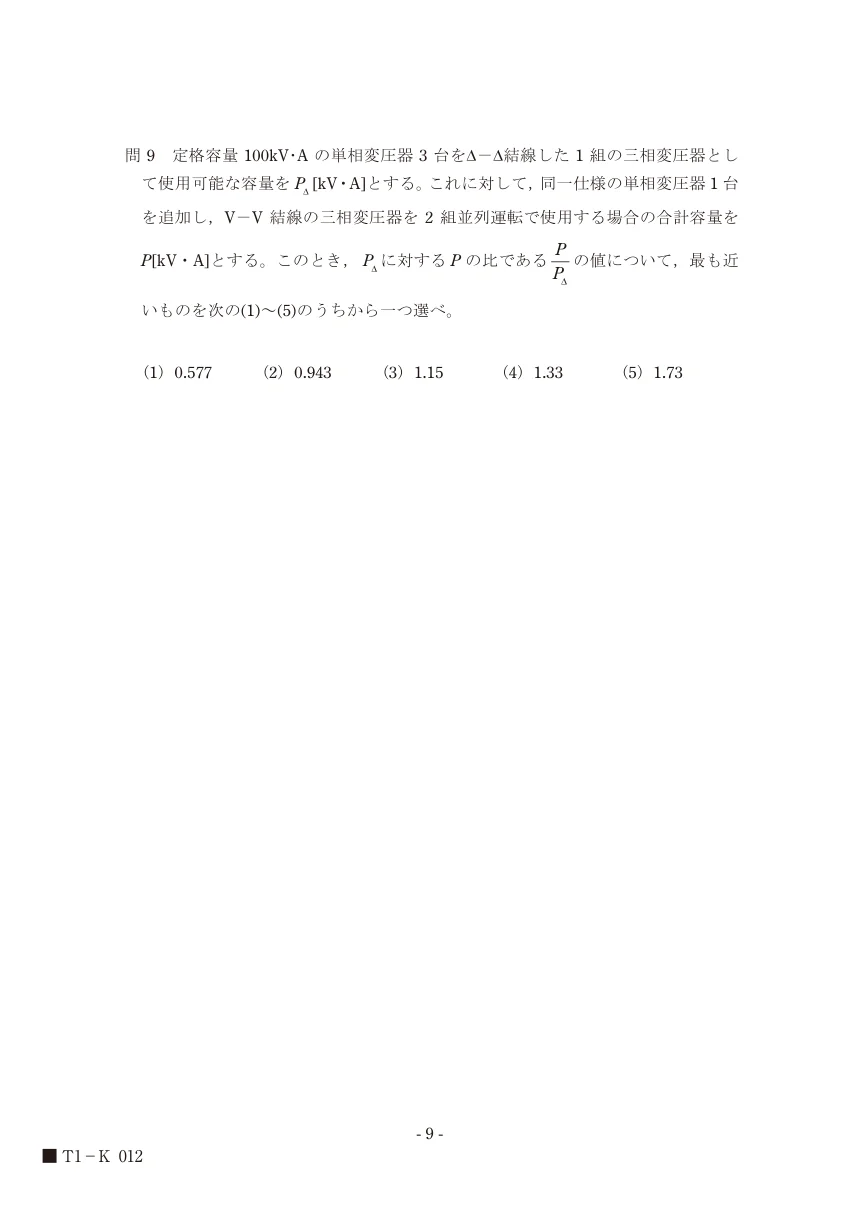 問 9　定格容量 100kV･A の単相変圧器 3 台をΔ－Δ結線した 1 組の三相変圧器とし
て使用可能な容量を PΔ [kV・A]とする。これに対して，同一仕様の単相変圧器 1 台
を追加し，V－V 結線の三相変圧器を 2 組並列運転で使用する場合の合計容量を
P[kV・A]とする。このとき， PΔ に対する P の比である P/PΔ の値について，最も近
いものを次の(1)～(5)のうちから一つ選べ。
（1）0.577　（2）0.943　（3）1.15　（4）1.33　（5）1.73
- 9 -
■ T1－K 012